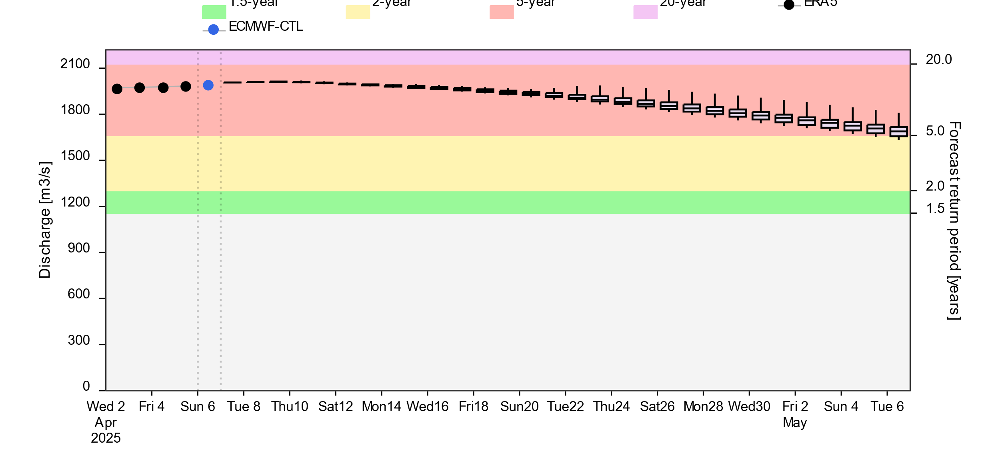 1.5-year 2-year 5-year 20-year ERA5
ECMWF-CTL
2100
1800
1500
1200
900
600
300
0
Discharge [m3/s]
20.0
5.0
2.0
1.5
Forecast return period [years]
Wed 2 Fri 4 Sun 6 Tue 8 Thu10 Sat12 Mon14 Wed16 Fri18 Sun20 Tue22 Thu24 Sat26 Mon28 Wed30 Fri 2 Sun 4 Tue 6
Apr May
2025